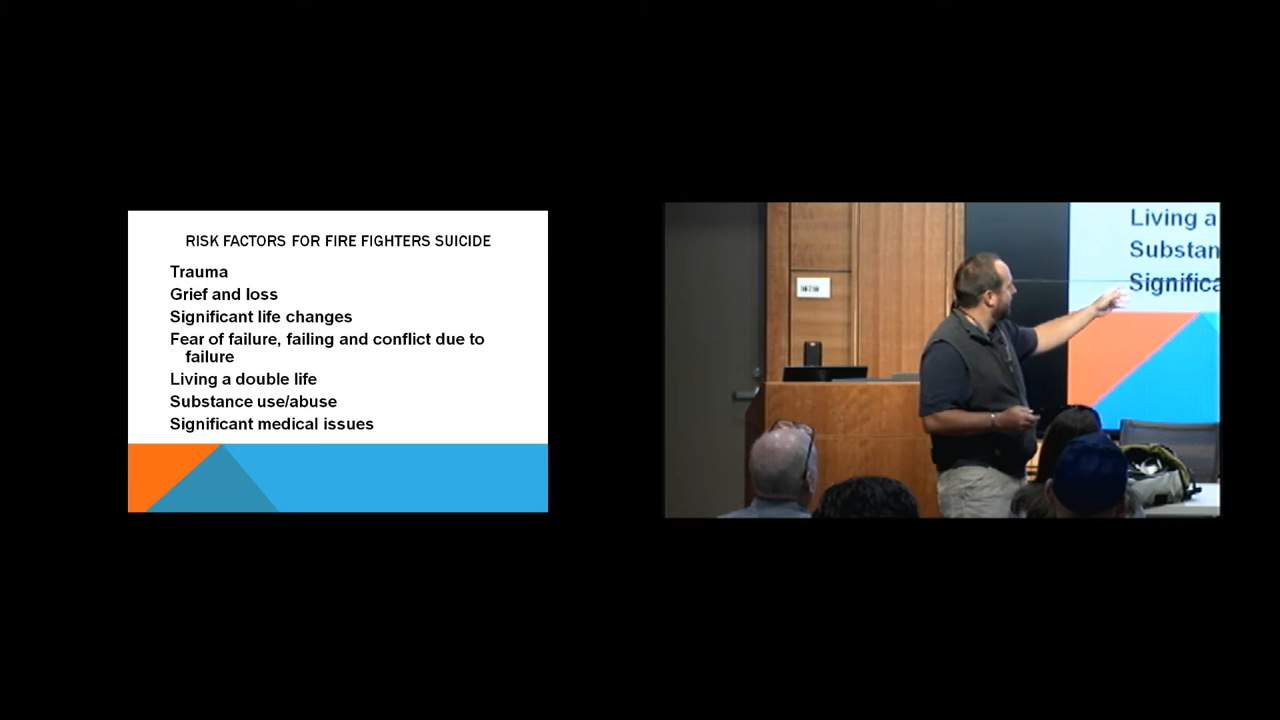 RISK FACTORS FOR FIRE FIGHTERS SUICIDE
Trauma
Grief and loss
Significant life changes
Fear of failure, failing and conflict due to
failure
Living a double life
Substance use/abuse
Significant medical issues
Living a
Substan
Significa